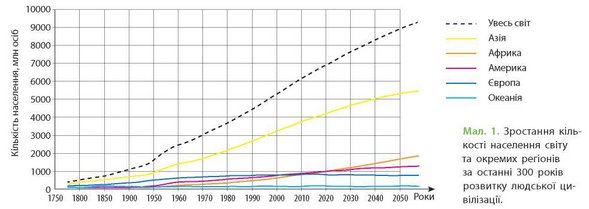 Кількість населення, млн осіб
10000
9000
8000
7000
6000
5000
4000
3000
2000
1000
0
1750 1800 1850 1900 1950 1960 1970 1980 1990 2000 2010 2020 2030 2040 2050 Роки
Увесь світ
Азія
Африка
Америка
Європа
Океанія
Мал. 1. Зростання кіль-
кості населення світу
та окремих регіонів
за останні 300 років
розвитку людської ци-
вілізації.